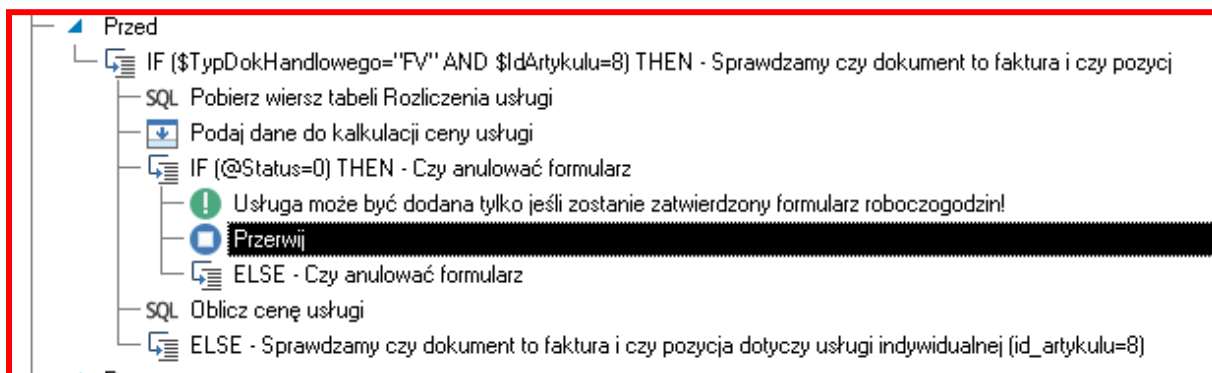 Przed
IF ($TypDokHandlowego="FV" AND $IdArtykulu=8) THEN - Sprawdzamy czy dokument to faktura i czy pozycj
SQL Pobierz wiersz tabeli Rozliczenia usługi
Podaj dane do kalkulacji ceny usługi
IF (@Status=0) THEN - Czy anulować formularz
Usługa może być dodana tylko jeśli zostanie zatwierdzony formularz roboczogodzin!
Przerwij
ELSE - Czy anulować formularz
SQL Oblicz cenę usługi
ELSE - Sprawdzamy czy dokument to faktura i czy pozycja dotyczy usługi indywidualnej (id_artykulu=8)